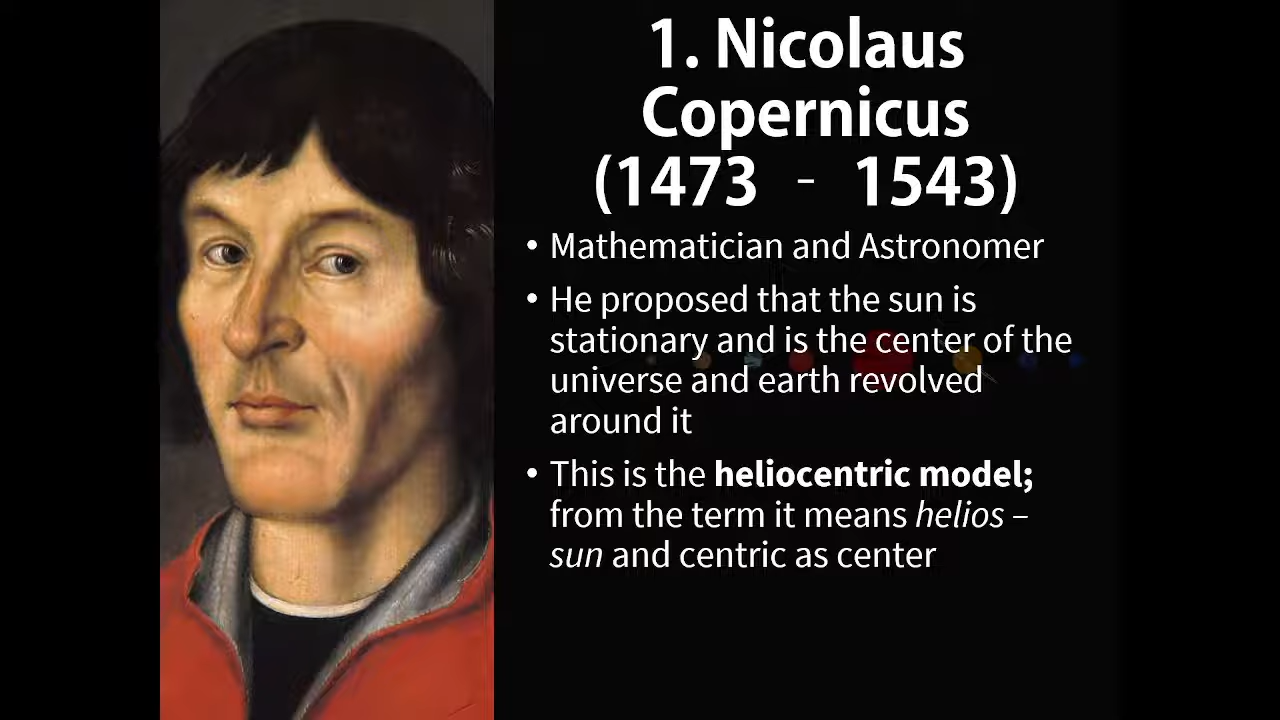 1. Nicolaus
Copernicus
(1473 - 1543)
• Mathematician and Astronomer
• He proposed that the sun is
stationary and is the center of the
universe and earth revolved
around it
• This is the heliocentric model;
from the term it means helios –
sun and centric as center